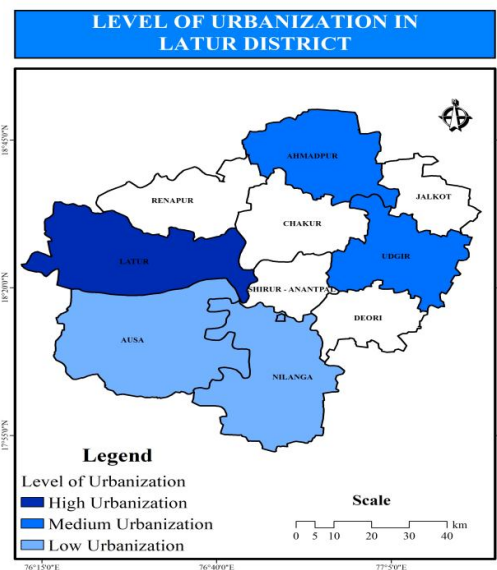 LEVEL OF URBANIZATION IN
LATUR DISTRICT
18°45'0"N
AHMADPUR
RENAPUR
JALKOT
CHAKUR
LATUR
UDGIR
18°20'0"N
SHIRUR - ANANTPAL
DEORI
AUSA
NILANGA
17°55'0"N
Legend
Level of Urbanization
High Urbanization
Medium Urbanization
Low Urbanization
Scale
km
0 5 10 20 30 40
76°15'0"E 76°40'0"E 77°5'0"E